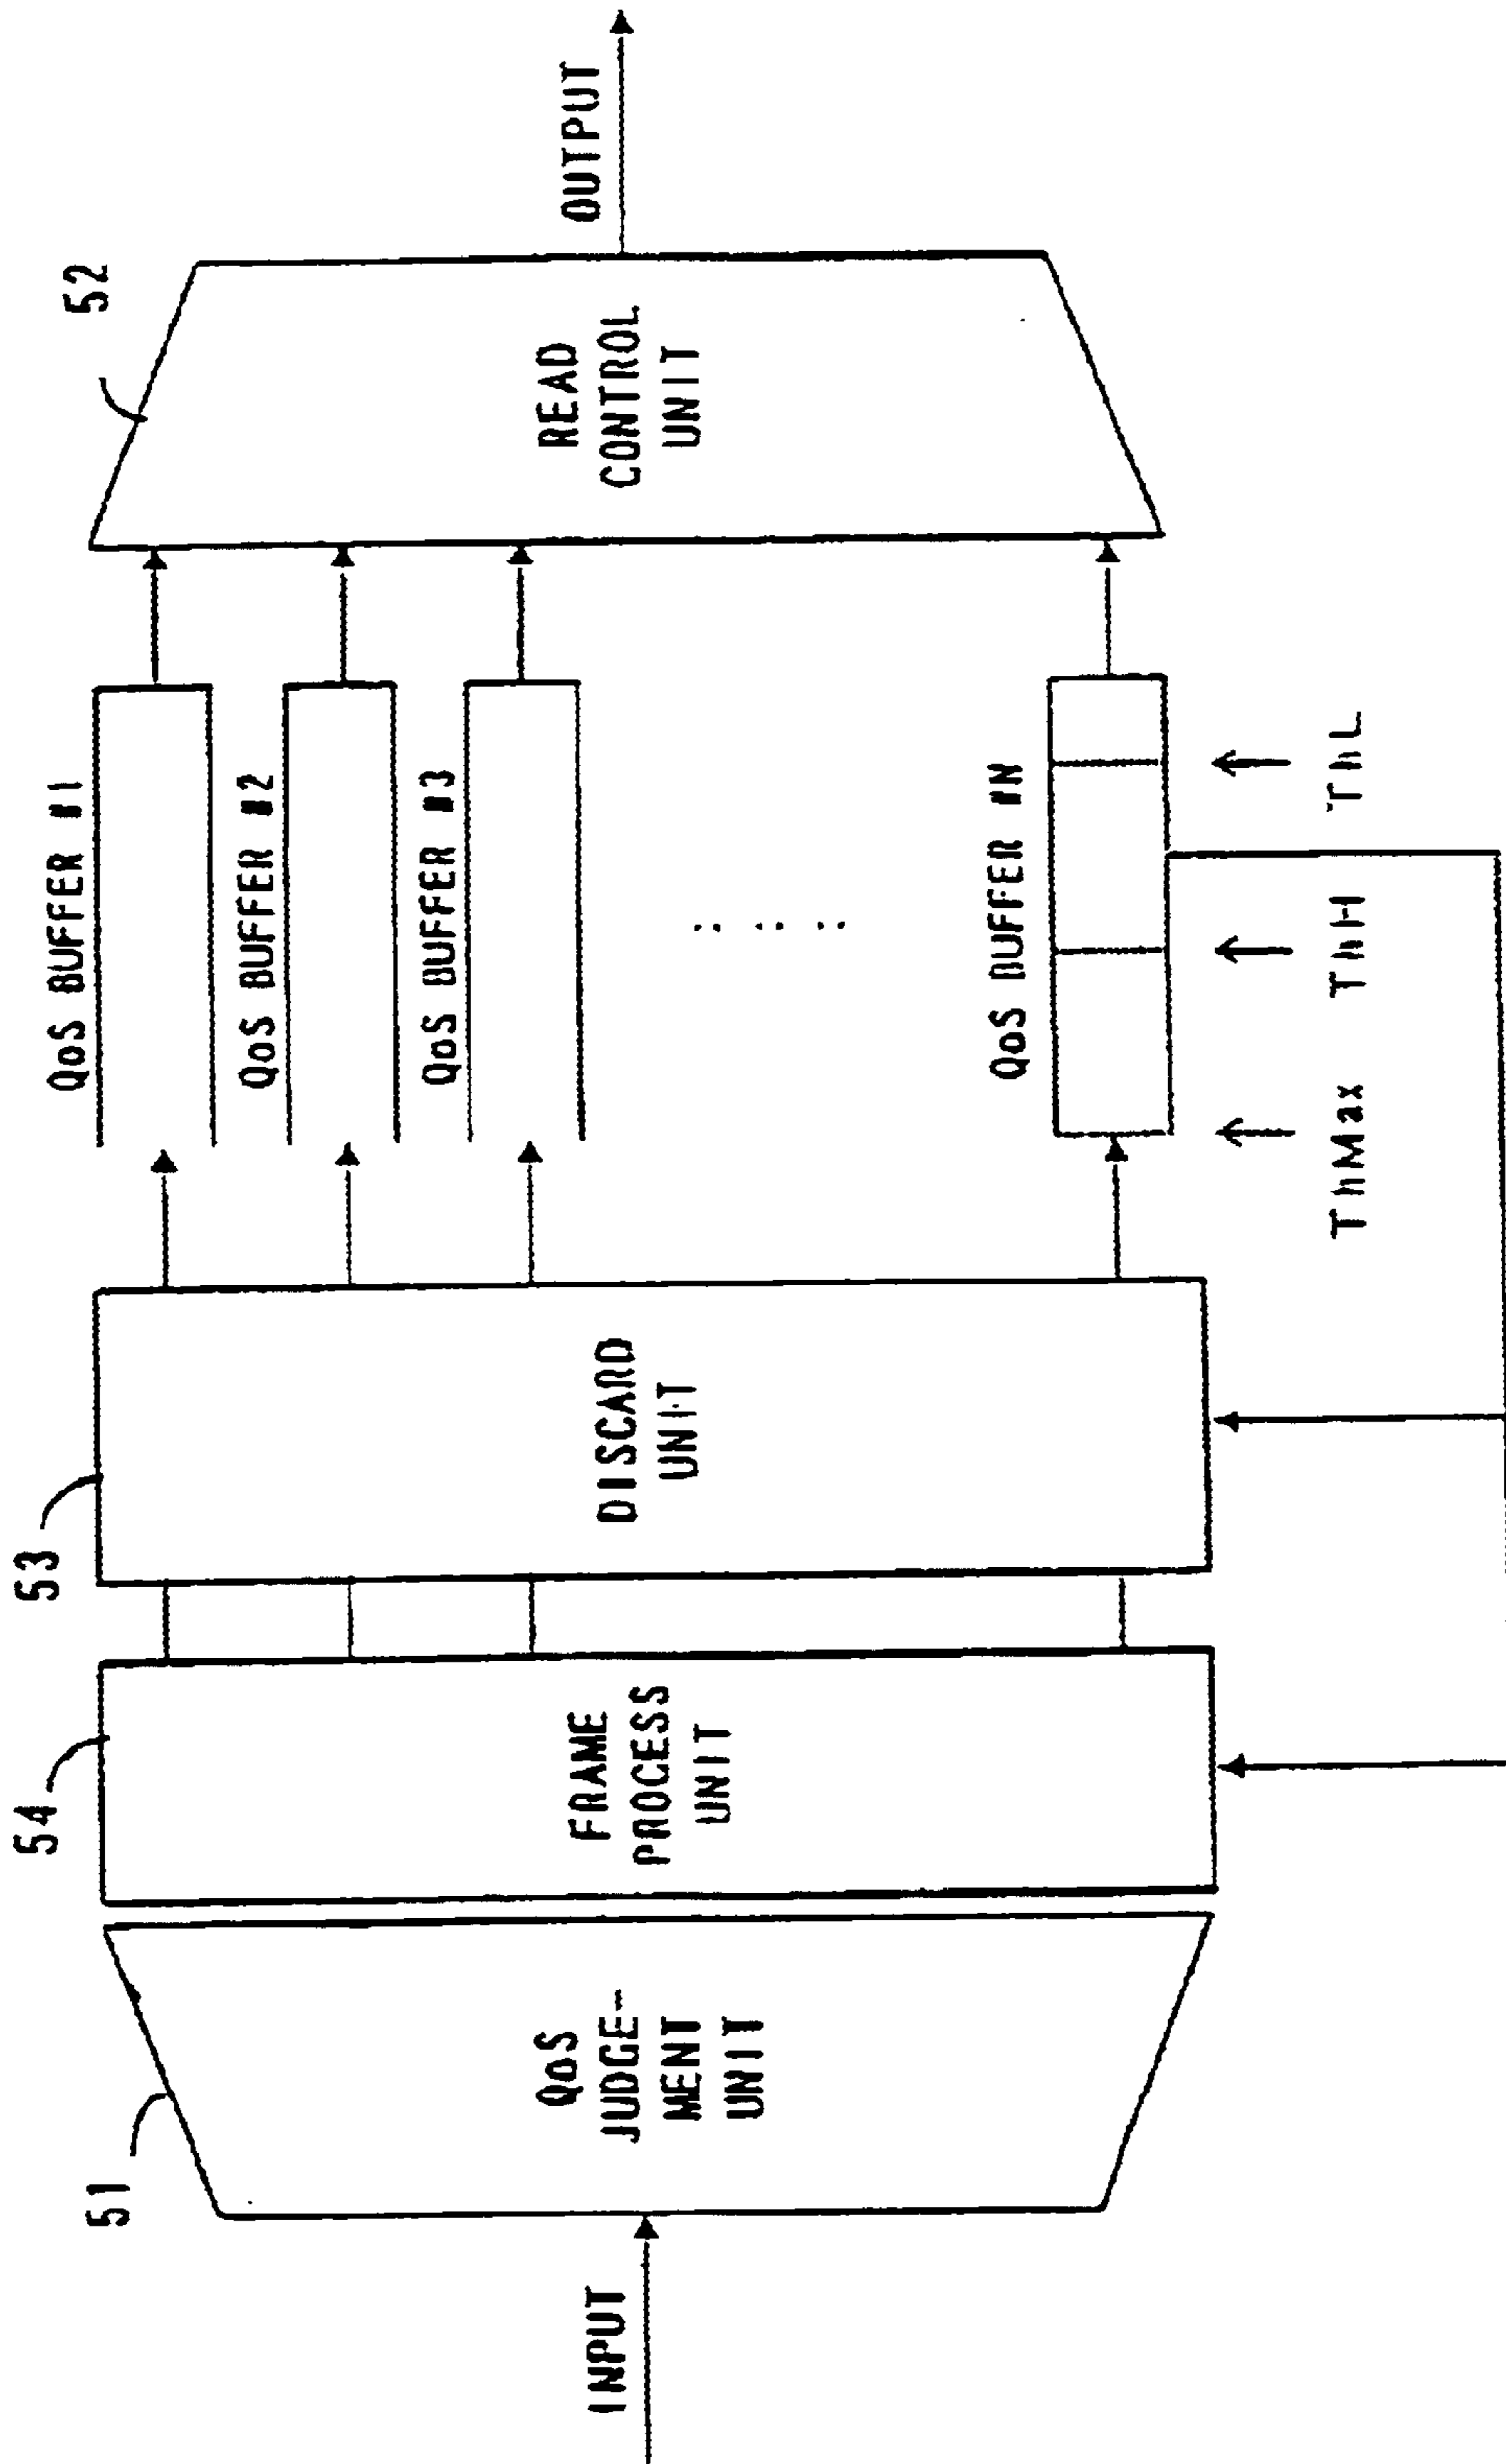 INPUT
51
QoS
JUDGE-
MENT
UNIT
54
FRAME
PROCESS
UNIT
53
DISCARD
UNIT
QoS BUFFER #1
QoS BUFFER #2
QoS BUFFER #3
.....
QoS BUFFER #N
ThMax
ThH
ThL
52
READ
CONTROL
UNIT
OUTPUT